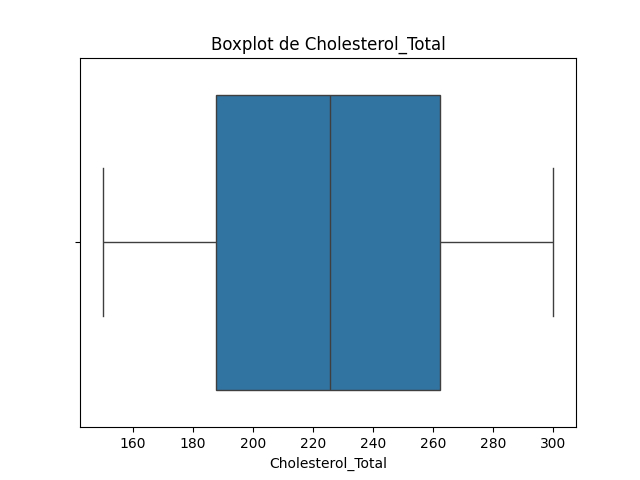 Boxplot de Cholesterol_Total
160 180 200 220 240 260 280 300
Cholesterol_Total